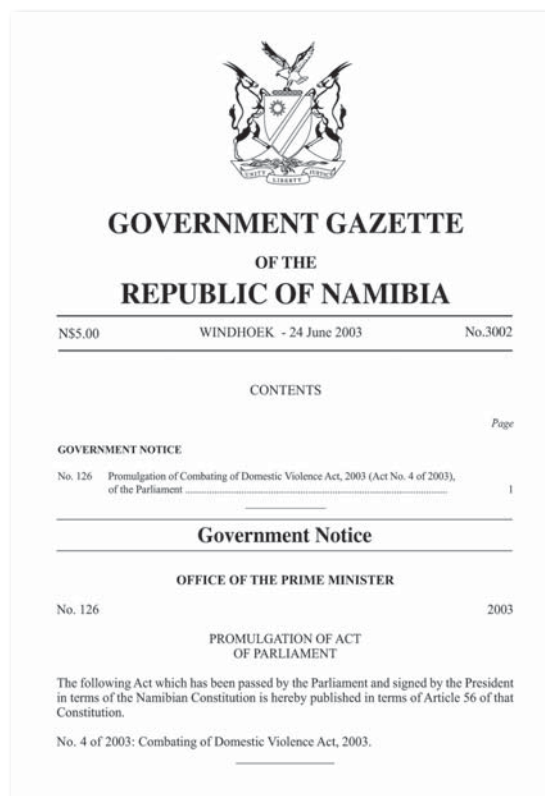 UNITY LIBERTY JUSTICE
GOVERNMENT GAZETTE
OF THE
REPUBLIC OF NAMIBIA
N$5.00 WINDHOEK - 24 June 2003 No.3002
CONTENTS
Page
GOVERNMENT NOTICE
No. 126 Promulgation of Combating of Domestic Violence Act, 2003 (Act No. 4 of 2003),
of the Parliament ........................................................................................ 1
Government Notice
OFFICE OF THE PRIME MINISTER
No. 126 2003
PROMULGATION OF ACT
OF PARLIAMENT
The following Act which has been passed by the Parliament and signed by the President
in terms of the Namibian Constitution is hereby published in terms of Article 56 of that
Constitution.
No. 4 of 2003: Combating of Domestic Violence Act, 2003.